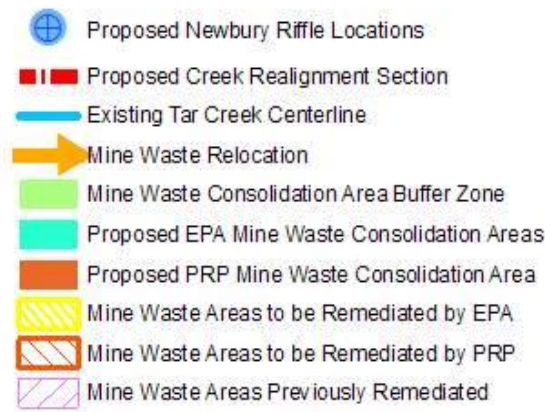 Proposed Newbury Riffle Locations
Proposed Creek Realignment Section
Existing Tar Creek Centerline
Mine Waste Relocation
Mine Waste Consolidation Area Buffer Zone
Proposed EPA Mine Waste Consolidation Areas
Proposed PRP Mine Waste Consolidation Area
Mine Waste Areas to be Remediated by EPA
Mine Waste Areas to be Remediated by PRP
Mine Waste Areas Previously Remediated